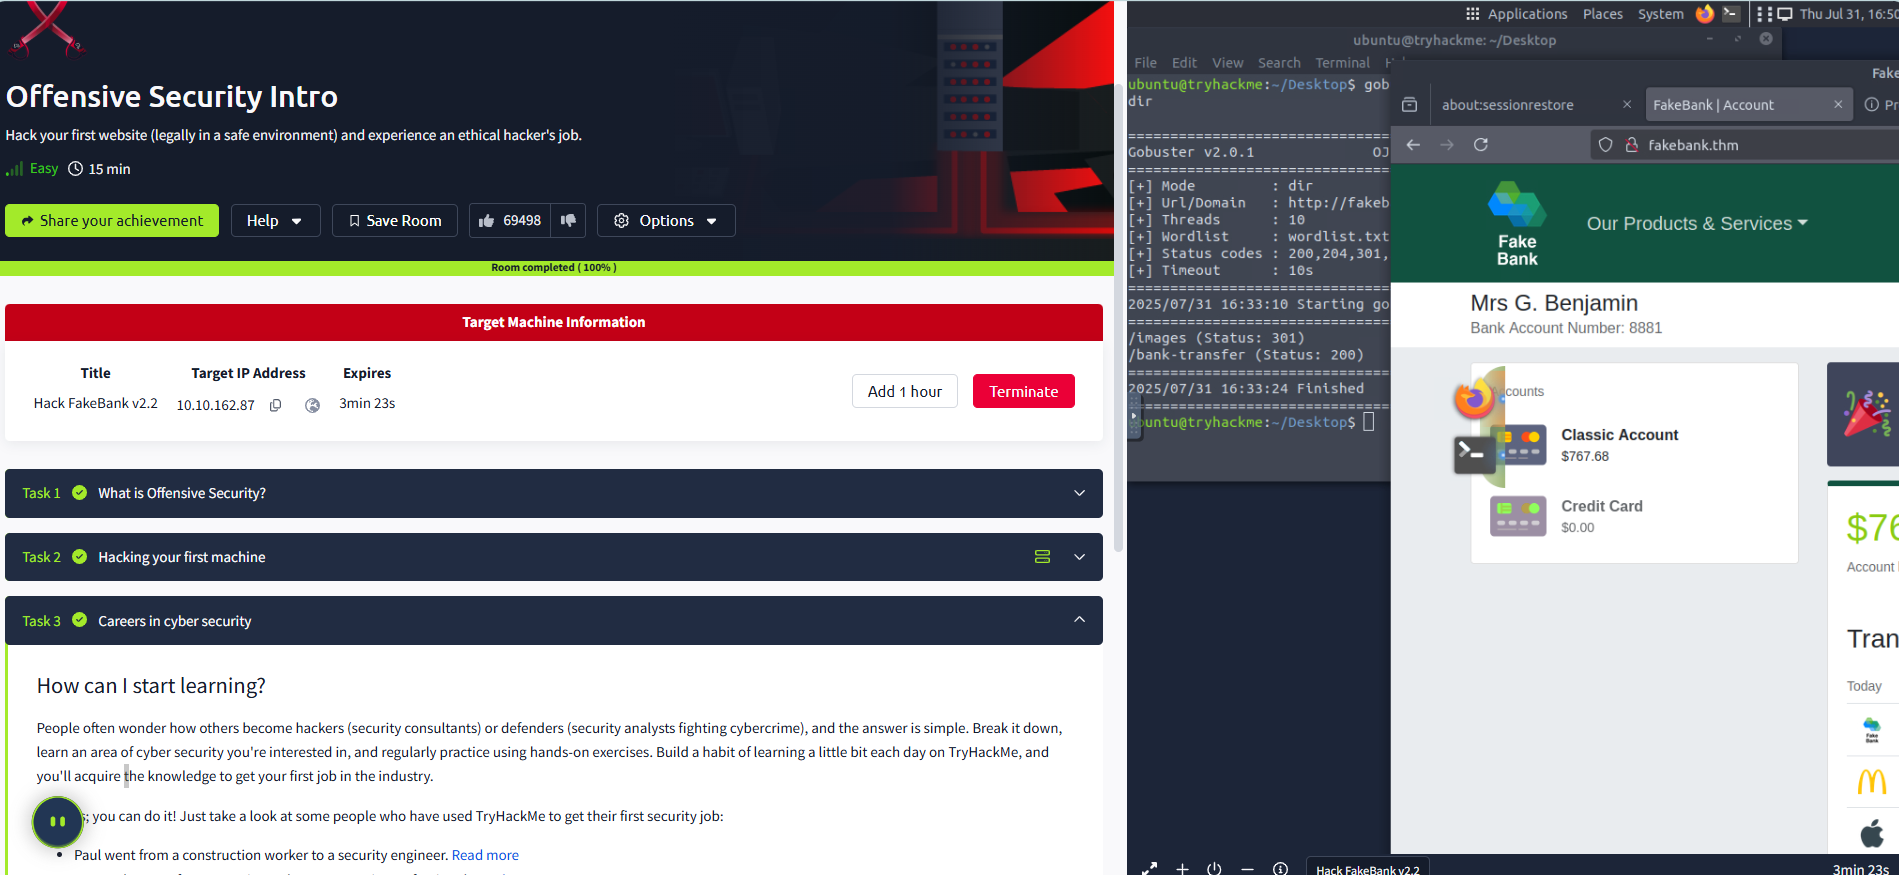 Offensive Security Intro
Hack your first website (legally in a safe environment) and experience an ethical hacker's job.
Easy 15 min
Share your achievement Help Save Room 69498 Options
Room completed ( 100% )
Target Machine Information
Title Target IP Address Expires
Hack FakeBank v2.2 10.10.162.87 3min 23s
Add 1 hour Terminate
Task 1 What is Offensive Security?
Task 2 Hacking your first machine
Task 3 Careers in cyber security
How can I start learning?
People often wonder how others become hackers (security consultants) or defenders (security analysts fighting cybercrime), and the answer is simple. Break it down,
learn an area of cyber security you're interested in, and regularly practice using hands-on exercises. Build a habit of learning a little bit each day on TryHackMe, and
you'll acquire the knowledge to get your first job in the industry.
s; you can do it! Just take a look at some people who have used TryHackMe to get their first security job:
• Paul went from a construction worker to a security engineer. Read more
Applications Places System Thu Jul 31, 16:50
ubuntu@tryhackme: ~/Desktop
File Edit View Search Terminal
ubuntu@tryhackme:~/Desktop$ gob
dir
===============================
Gobuster v2.0.1 OJ
===============================
[+] Mode : dir
[+] Url/Domain : http://fakeb
[+] Threads : 10
[+] Wordlist : wordlist.txt
[+] Status codes : 200,204,301,
[+] Timeout : 10s
===============================
2025/07/31 16:33:10 Starting go
===============================
/images (Status: 301)
/bank-transfer (Status: 200)
===============================
2025/07/31 16:33:24 Finished
===============================
untu@tryhackme:~/Desktop$
Fake
about:sessionrestore
FakeBank | Account
Pr
fakebank.thm
Fake
Bank
Our Products & Services
Mrs G. Benjamin
Bank Account Number: 8881
counts
Classic Account
$767.68
Credit Card
$0.00
$76
Account
Tran
Today
Fake
Bank
Hack FakeBank v2.2
3min 23s